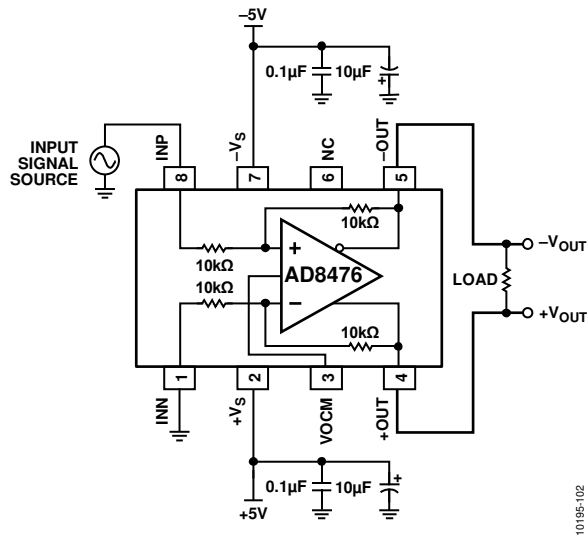 –5V
0.1µF
10µF
+
INPUT
SIGNAL
SOURCE
INP
–VS
NC
–OUT
8
7
6
5
10kΩ
10kΩ
10kΩ
+
–
AD8476
10kΩ
–VOUT
LOAD
+VOUT
1
2
3
4
INN
+VS
VOCM
+OUT
0.1µF
10µF
+
+5V
10195-102